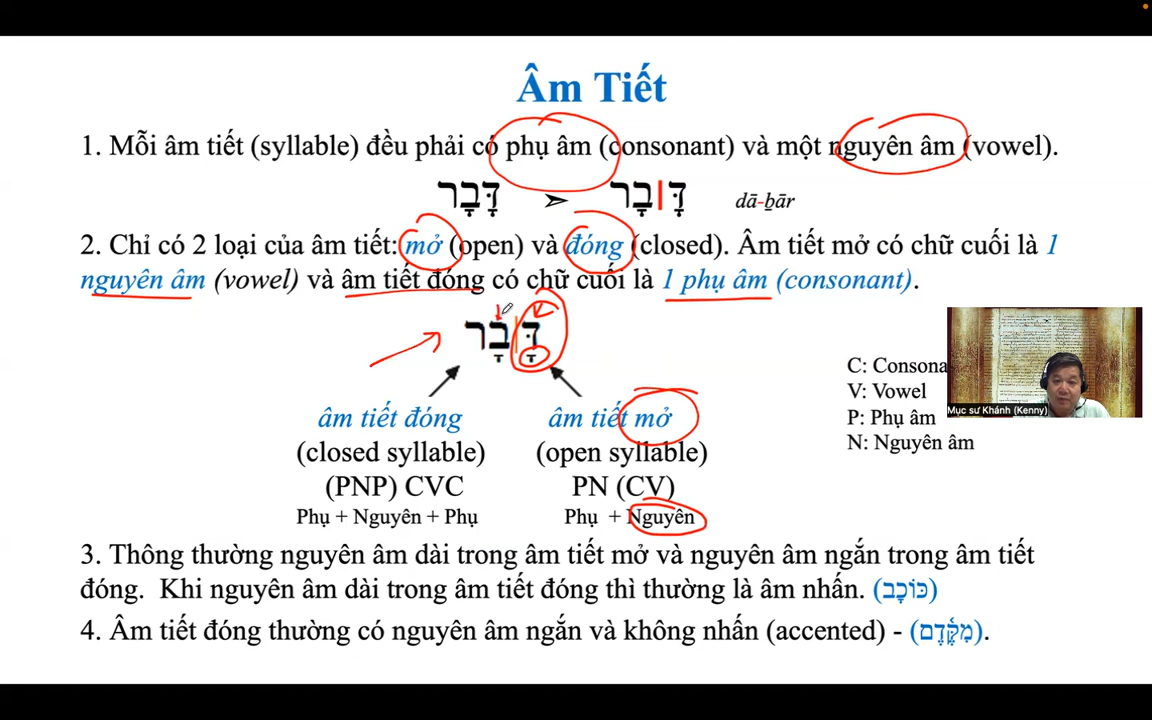 Âm Tiết
1. Mỗi âm tiết (syllable) đều phải có phụ âm (consonant) và một nguyên âm (vowel).
דָּבָר ➢ דָּ|בָר dā-ḇār
2. Chỉ có 2 loại của âm tiết: mở (open) và đóng (closed). Âm tiết mở có chữ cuối là 1
nguyên âm (vowel) và âm tiết đóng có chữ cuối là 1 phụ âm (consonant).
דָּ|בָר
âm tiết đóng
(closed syllable)
(PNP) CVC
Phụ + Nguyên + Phụ
âm tiết mở
(open syllable)
PN (CV)
Phụ + Nguyên
C: Consona
V: Vowel
P: Phụ âm
N: Nguyên âm
Mục sư Khánh (Kenny)
3. Thông thường nguyên âm dài trong âm tiết mở và nguyên âm ngắn trong âm tiết
đóng. Khi nguyên âm dài trong âm tiết đóng thì thường là âm nhấn. (כּוֹכָב)
4. Âm tiết đóng thường có nguyên âm ngắn và không nhấn (accented) - (מִקֶּ֫דֶם).